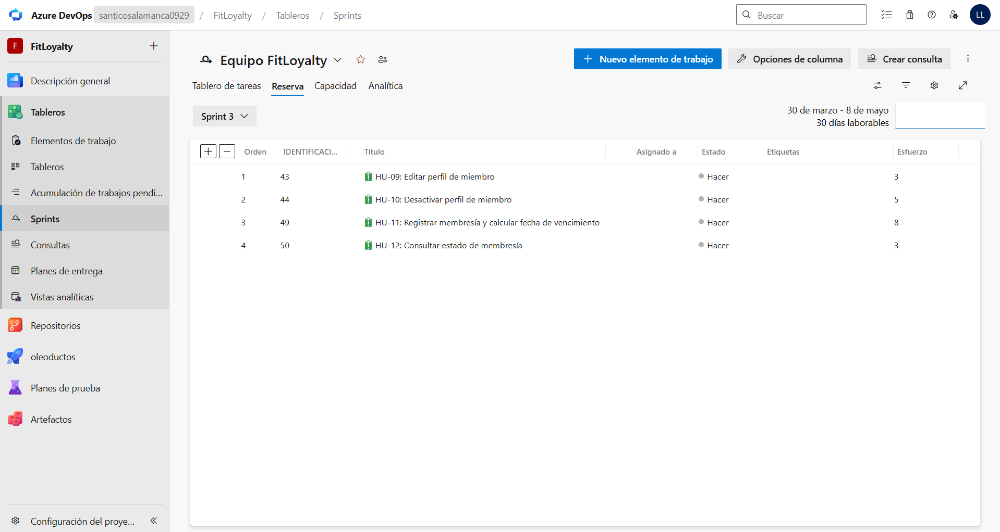 Azure DevOps santicosalamanca0929 / FitLoyalty / Tableros / Sprints
Buscar
LL
F FitLoyalty
Descripción general
Tableros
Elementos de trabajo
Tableros
Acumulación de trabajos pendi...
Sprints
Consultas
Planes de entrega
Vistas analíticas
Repositorios
oleoductos
Planes de prueba
Artefactos
Configuración del proye...
Equipo FitLoyalty
Nuevo elemento de trabajo
Opciones de columna
Crear consulta
Tablero de tareas Reserva Capacidad Analítica
Sprint 3
30 de marzo - 8 de mayo
30 días laborables
Orden IDENTIFICACI... Título Asignado a Estado Etiquetas Esfuerzo
1 43 HU-09: Editar perfil de miembro Hacer 3
2 44 HU-10: Desactivar perfil de miembro Hacer 5
3 49 HU-11: Registrar membresía y calcular fecha de vencimiento Hacer 8
4 50 HU-12: Consultar estado de membresía Hacer 3